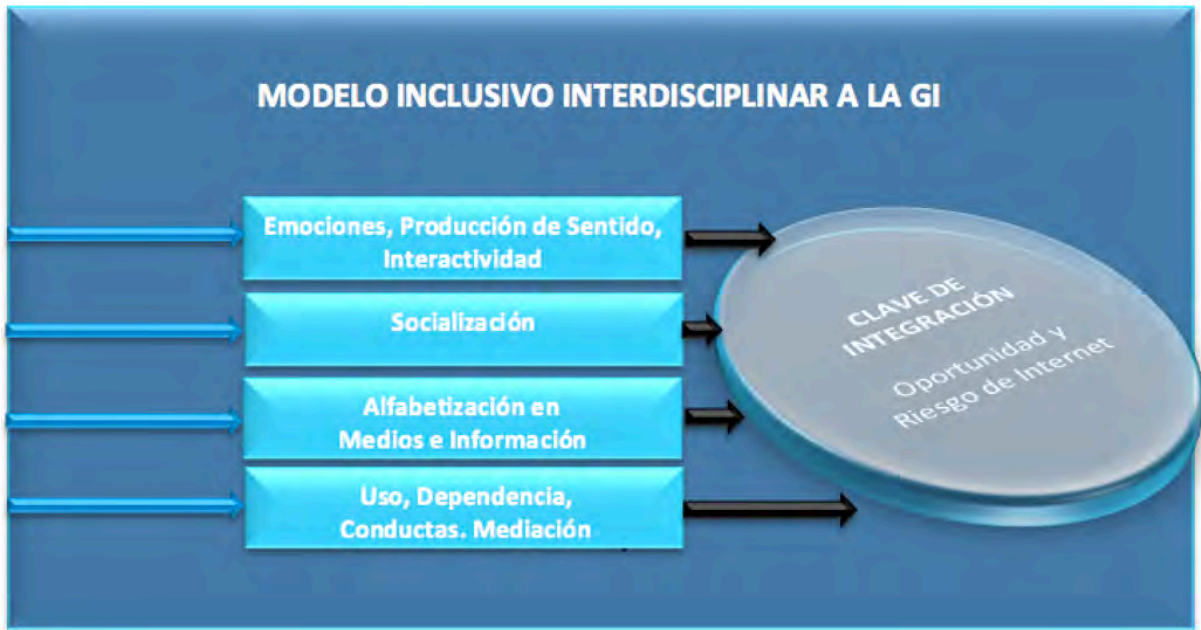 MODELO INCLUSIVO INTERDISCIPLINAR A LA GI
Emociones, Producción de Sentido,
Interactividad
Socialización
Alfabetización en
Medios e Información
Uso, Dependencia,
Conductas. Mediación
CLAVE DE
INTEGRACIÓN
Oportunidad y
Riesgo de Internet